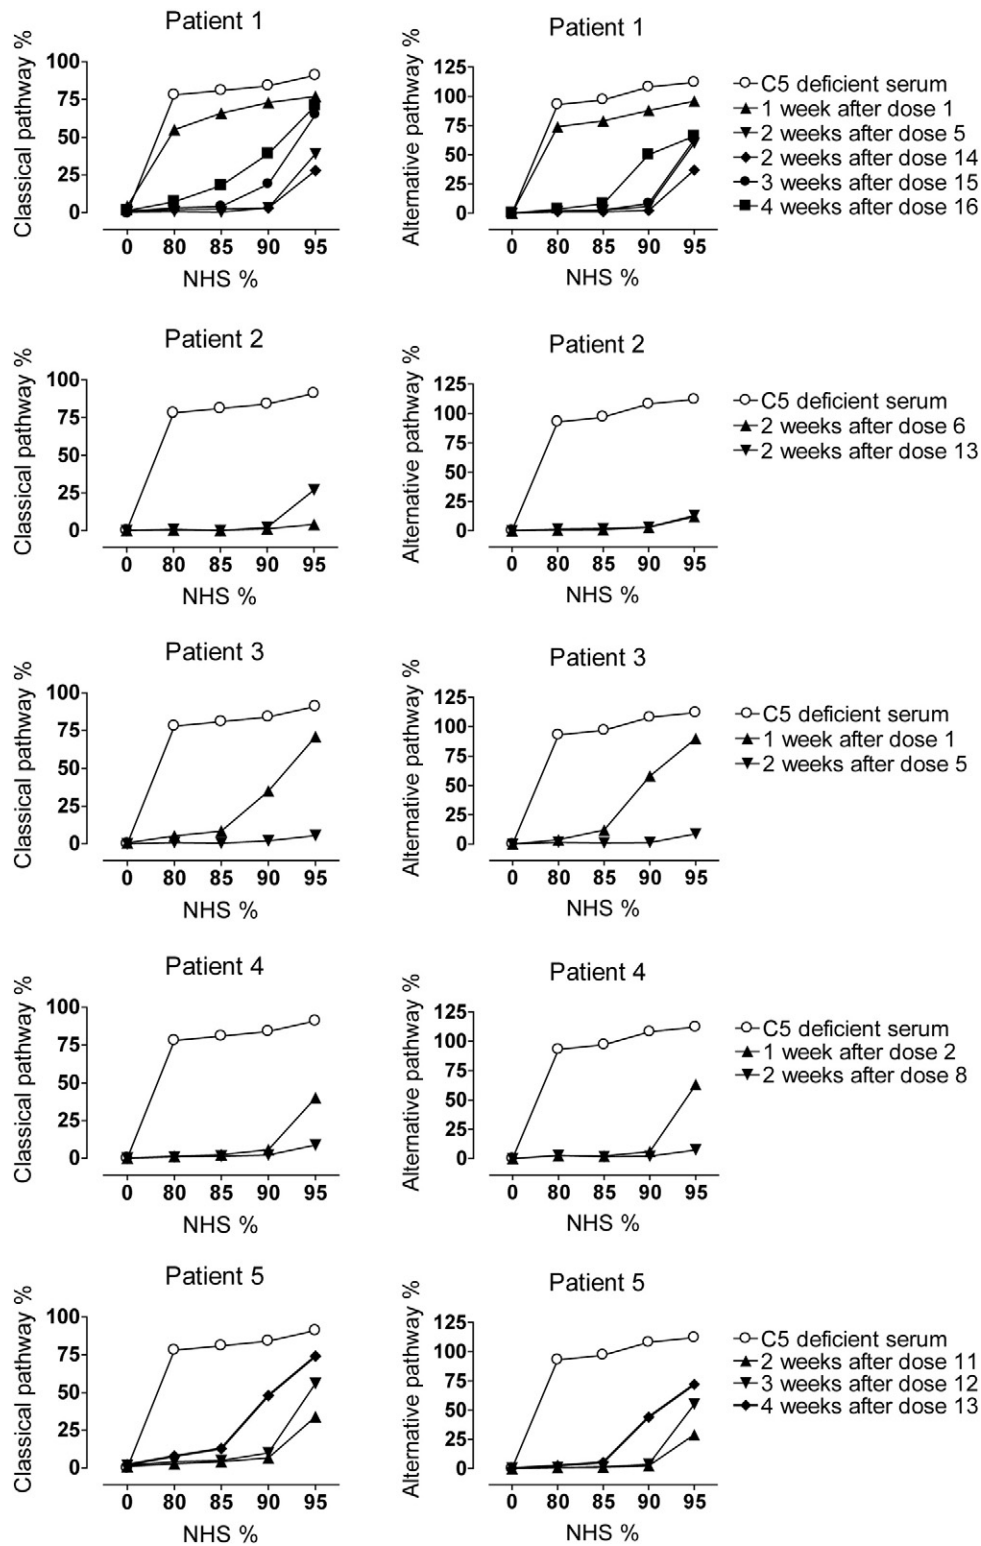 Patient 1
Classical pathway %
100
75
50
25
0
0 80 85 90 95
NHS %
Patient 1
Alternative pathway %
125
100
75
50
25
0
0 80 85 90 95
NHS %
C5 deficient serum
1 week after dose 1
2 weeks after dose 5
2 weeks after dose 14
3 weeks after dose 15
4 weeks after dose 16
Patient 2
Classical pathway %
100
75
50
25
0
0 80 85 90 95
NHS %
Patient 2
Alternative pathway %
125
100
75
50
25
0
0 80 85 90 95
NHS %
C5 deficient serum
2 weeks after dose 6
2 weeks after dose 13
Patient 3
Classical pathway %
100
75
50
25
0
0 80 85 90 95
NHS %
Patient 3
Alternative pathway %
125
100
75
50
25
0
0 80 85 90 95
NHS %
C5 deficient serum
1 week after dose 1
2 weeks after dose 5
Patient 4
Classical pathway %
100
75
50
25
0
0 80 85 90 95
NHS %
Patient 4
Alternative pathway %
125
100
75
50
25
0
0 80 85 90 95
NHS %
C5 deficient serum
1 week after dose 2
2 weeks after dose 8
Patient 5
Classical pathway %
100
75
50
25
0
0 80 85 90 95
NHS %
Patient 5
Alternative pathway %
125
100
75
50
25
0
0 80 85 90 95
NHS %
C5 deficient serum
2 weeks after dose 11
3 weeks after dose 12
4 weeks after dose 13